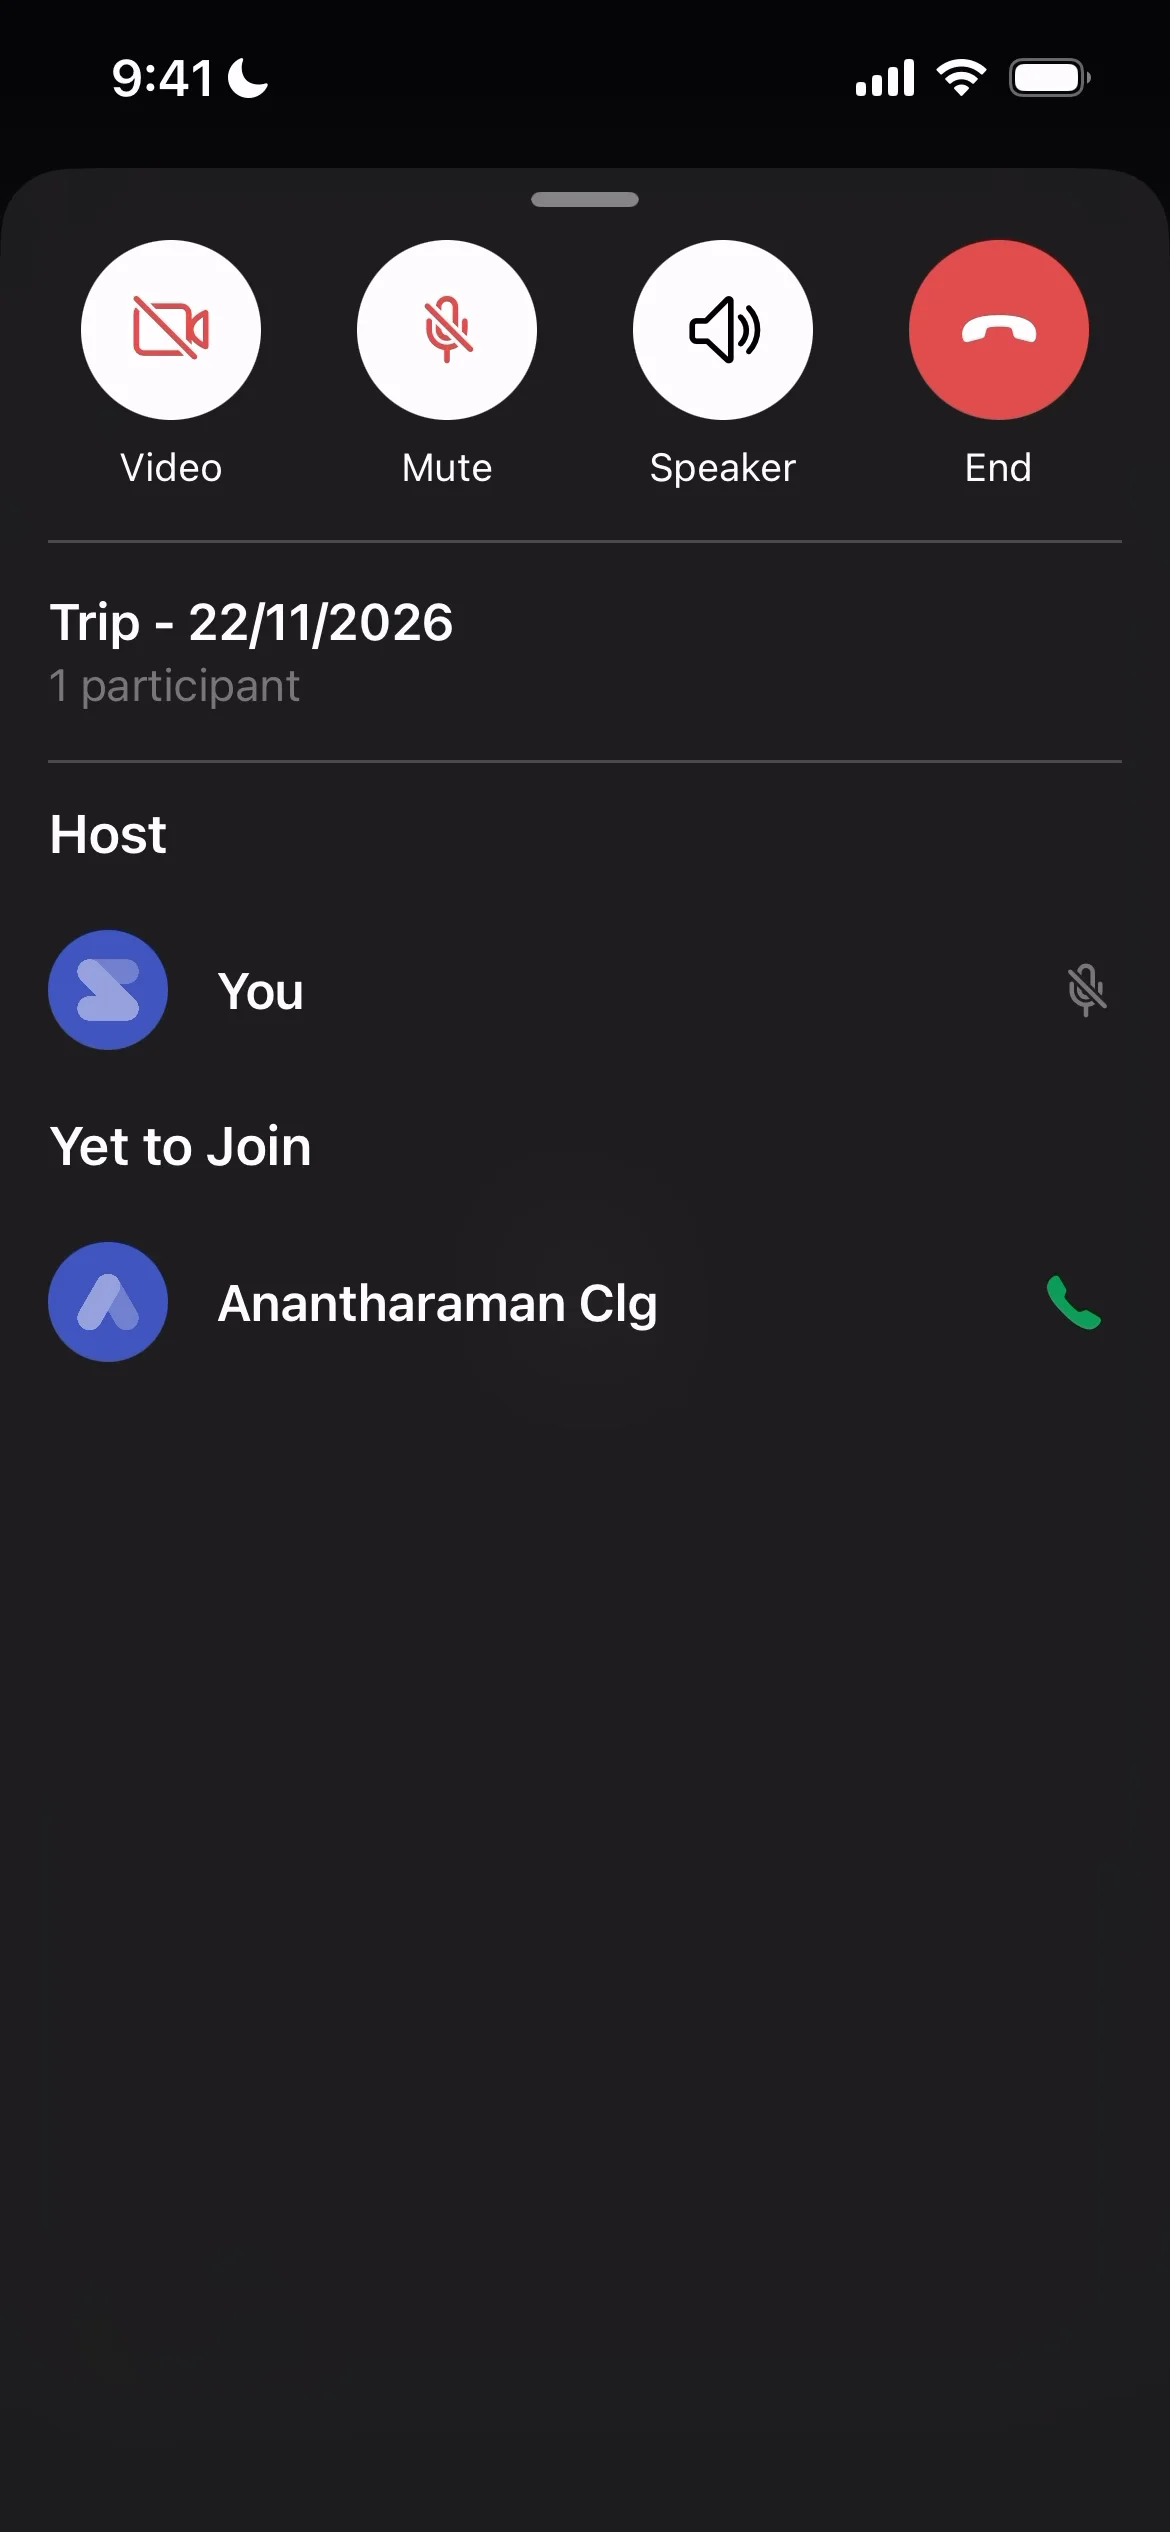 9:41
Video
Mute
Speaker
End
Trip - 22/11/2026
1 participant
Host
You
Yet to Join
Anantharaman Clg